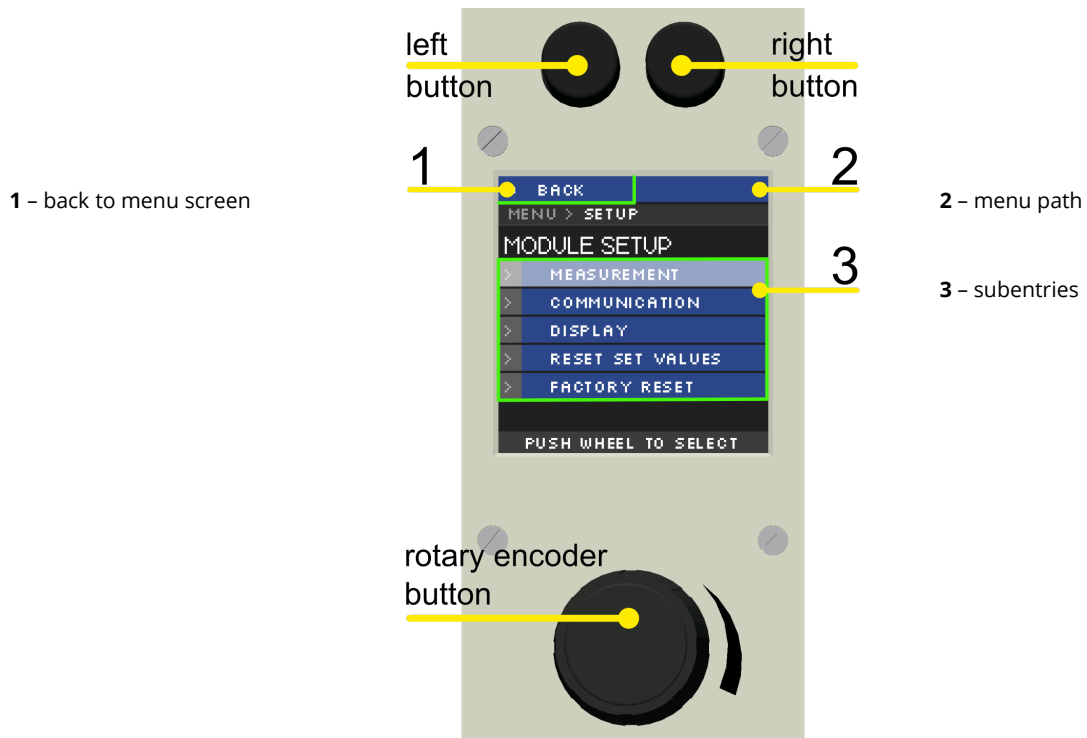 left
button
right
button
1
2
1 – back to menu screen
2 – menu path
BACK
MENU > SETUP
MODULE SETUP
3
3 – subentries
> MEASUREMENT
> COMMUNICATION
> DISPLAY
> RESET SET VALUES
> FACTORY RESET
PUSH WHEEL TO SELECT
rotary encoder
button